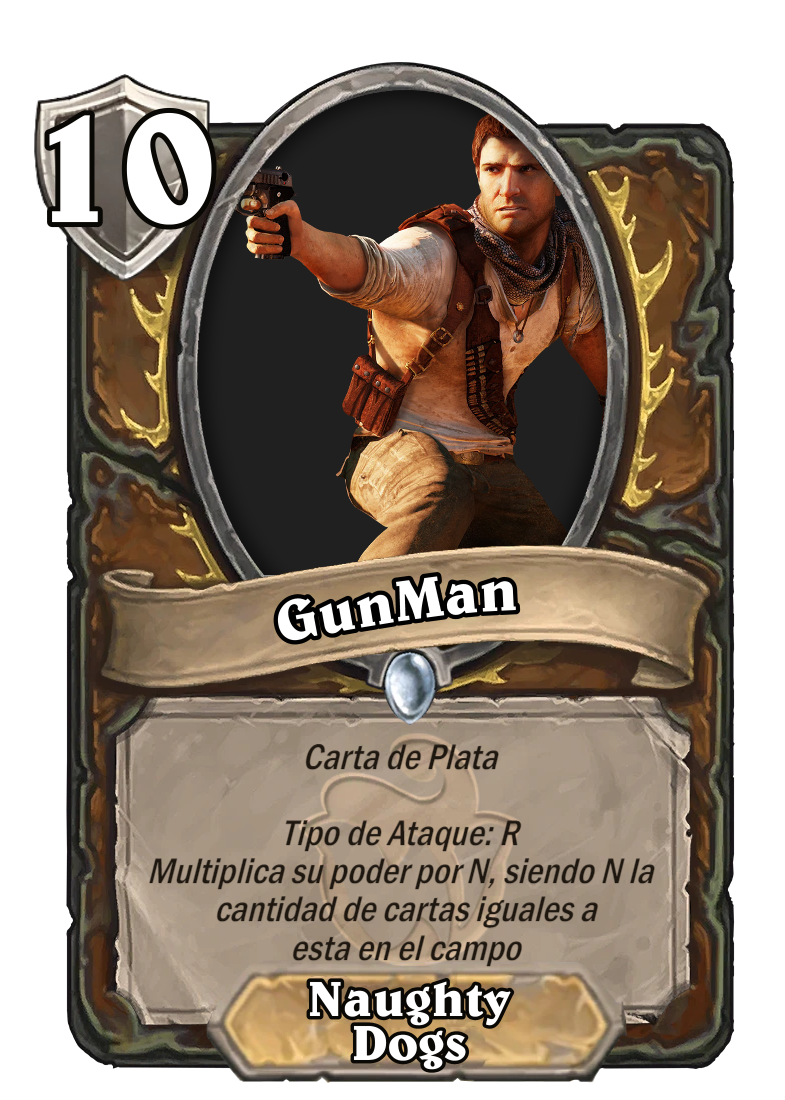 10
GunMan
Carta de Plata
Tipo de Ataque: R
Multiplica su poder por N, siendo N la
cantidad de cartas iguales a
esta en el campo
Naughty
Dogs